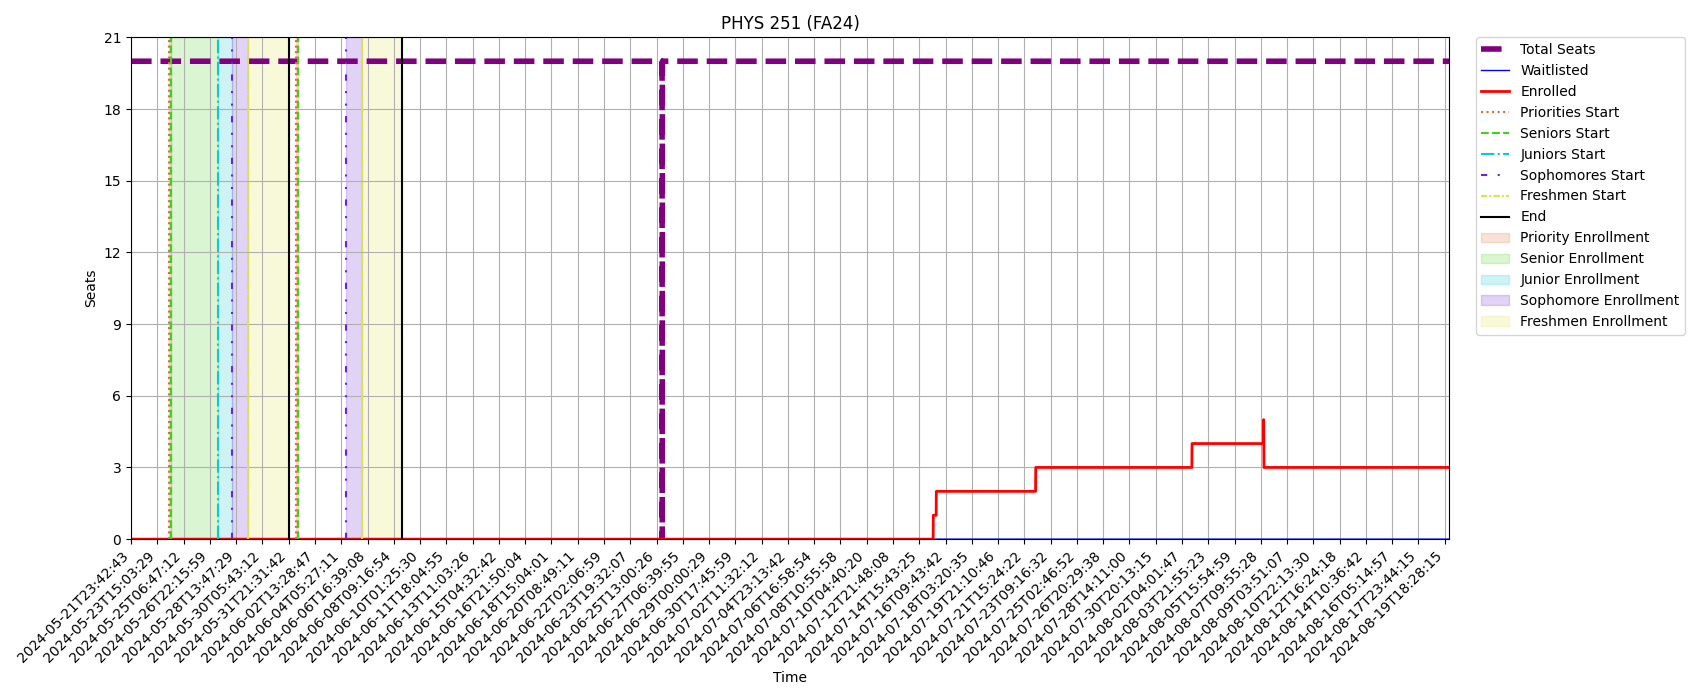 PHYS 251 (FA24)
21
18
15
12
9
6
3
0
Seats
2024-05-21T23:42:43
2024-05-23T15:03:29
2024-05-25T06:47:12
2024-05-26T22:15:59
2024-05-28T13:47:29
2024-05-30T05:43:12
2024-05-31T21:31:42
2024-06-02T13:28:47
2024-06-04T05:27:11
2024-06-06T16:39:08
2024-06-08T09:16:54
2024-06-10T01:25:30
2024-06-11T18:04:55
2024-06-13T11:03:26
2024-06-15T04:32:42
2024-06-16T21:50:04
2024-06-18T15:04:01
2024-06-20T08:49:11
2024-06-22T02:06:59
2024-06-23T19:32:07
2024-06-25T13:00:26
2024-06-27T06:39:55
2024-06-29T00:00:29
2024-06-30T17:45:59
2024-07-02T11:32:12
2024-07-04T23:13:42
2024-07-06T16:58:54
2024-07-08T10:55:58
2024-07-10T04:40:20
2024-07-12T21:48:08
2024-07-14T15:43:25
2024-07-16T09:43:42
2024-07-18T03:20:35
2024-07-19T21:10:46
2024-07-21T15:24:22
2024-07-23T09:16:32
2024-07-25T02:46:52
2024-07-26T20:29:38
2024-07-28T14:11:00
2024-07-30T20:13:15
2024-08-02T04:01:47
2024-08-03T21:55:23
2024-08-05T15:54:59
2024-08-07T09:55:28
2024-08-09T03:51:07
2024-08-10T22:13:30
2024-08-12T16:24:18
2024-08-14T10:36:42
2024-08-16T05:14:57
2024-08-17T23:44:15
2024-08-19T18:28:15
Time
Total Seats
Waitlisted
Enrolled
Priorities Start
Seniors Start
Juniors Start
Sophomores Start
Freshmen Start
End
Priority Enrollment
Senior Enrollment
Junior Enrollment
Sophomore Enrollment
Freshmen Enrollment